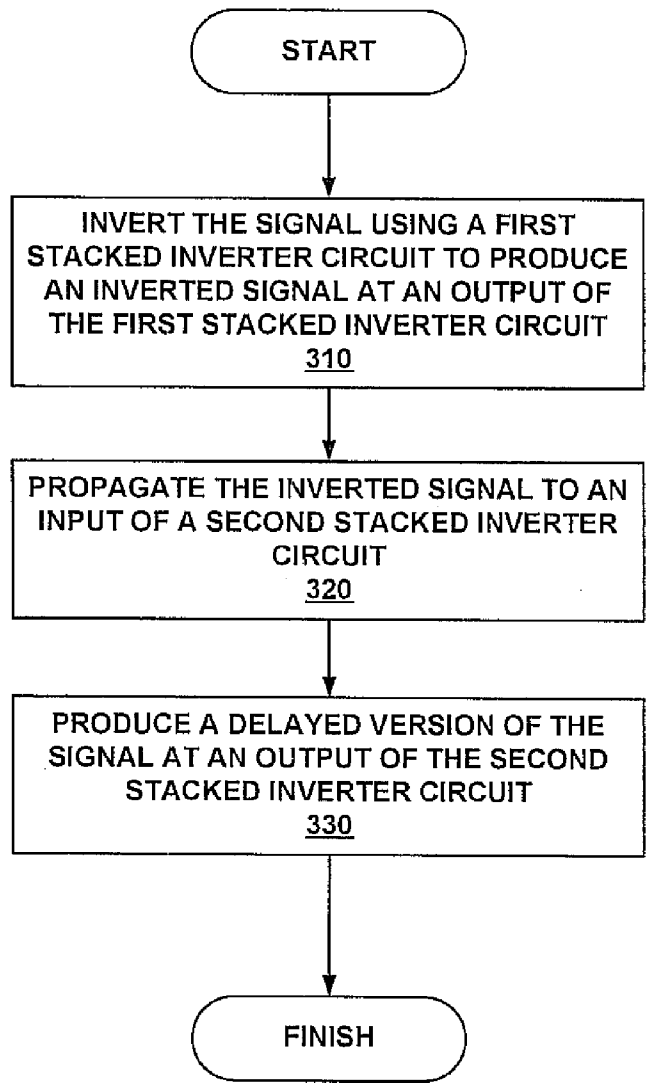 START
INVERT THE SIGNAL USING A FIRST
STACKED INVERTER CIRCUIT TO PRODUCE
AN INVERTED SIGNAL AT AN OUTPUT OF
THE FIRST STACKED INVERTER CIRCUIT
310
PROPAGATE THE INVERTED SIGNAL TO AN
INPUT OF A SECOND STACKED INVERTER
CIRCUIT
320
PRODUCE A DELAYED VERSION OF THE
SIGNAL AT AN OUTPUT OF THE SECOND
STACKED INVERTER CIRCUIT
330
FINISH